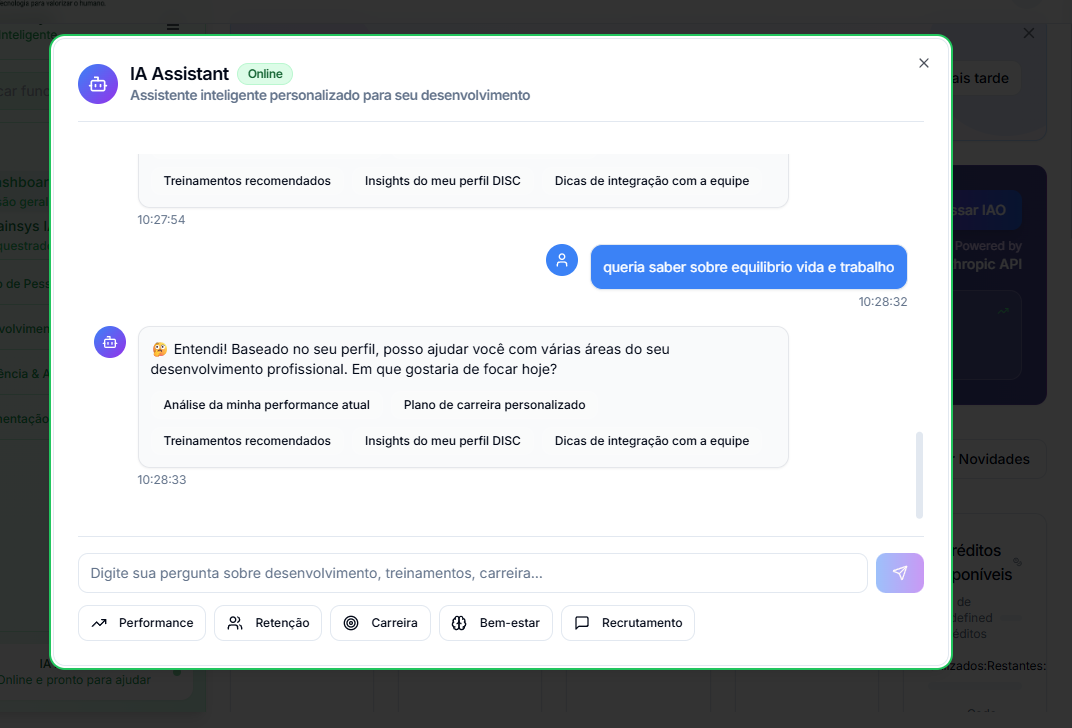 tecnologia para valorizar o humano.
inteligente
ais tarde
IA Assistant
Online
Assistente inteligente personalizado para seu desenvolvimento
Treinamentos recomendados
Insights do meu perfil DISC
Dicas de integração com a equipe
10:27:54
queria saber sobre equilibrio vida e trabalho
10:28:32
🤔 Entendi! Baseado no seu perfil, posso ajudar você com várias áreas do seu
desenvolvimento profissional. Em que gostaria de focar hoje?
Análise da minha performance atual
Plano de carreira personalizado
Treinamentos recomendados
Insights do meu perfil DISC
Dicas de integração com a equipe
10:28:33
Digite sua pergunta sobre desenvolvimento, treinamentos, carreira...
Performance
Retenção
Carreira
Bem-estar
Recrutamento
car func
ashboar
são geral
ainsys I
questrad
o de Pess
volvimen
ência & A
mentação
IA
Online e pronto para ajudar
ssar IAO
Powered by
hropic API
r Novidades
réditos
poníveis
de
defined
éditos
zados:Restantes: